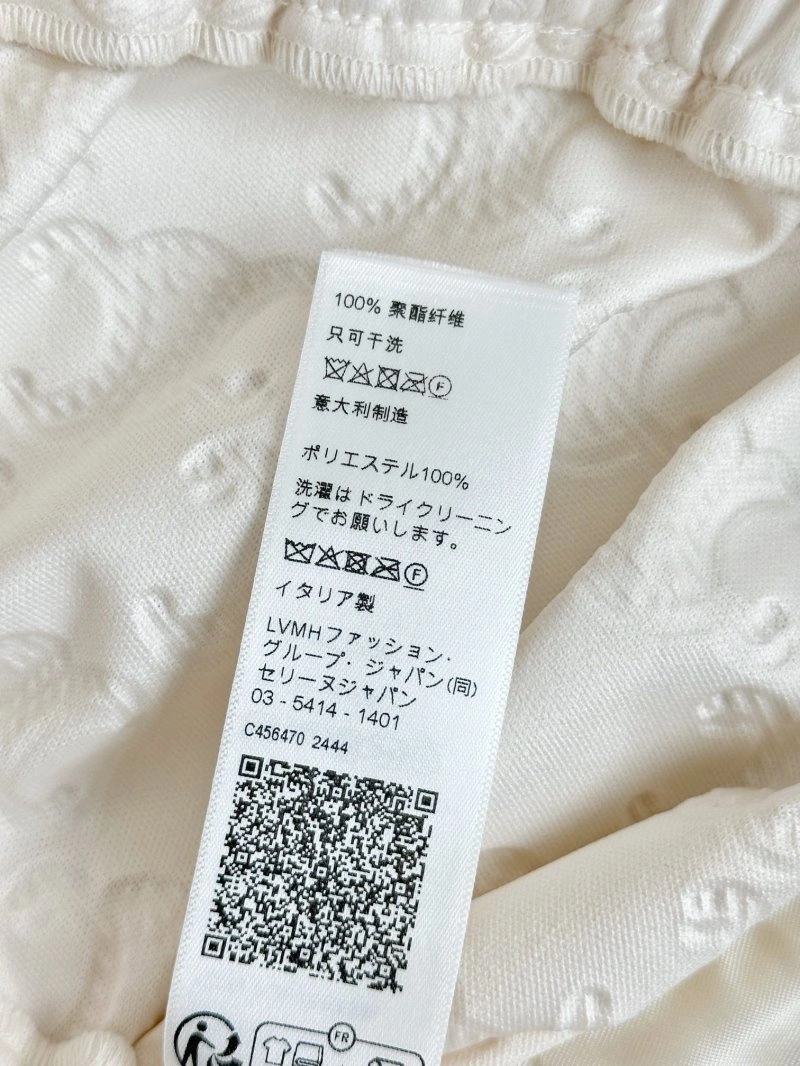 100% 聚酯纤维
只可干洗
F
意大利制造
ポリエステル100%
洗濯はドライクリーニン
グでお願いします。
F
イタリア製
LVMHファッション·
グループ· ジャパン(同)
セリーヌジャパン
03 - 5414 - 1401
C456470 2444
FR